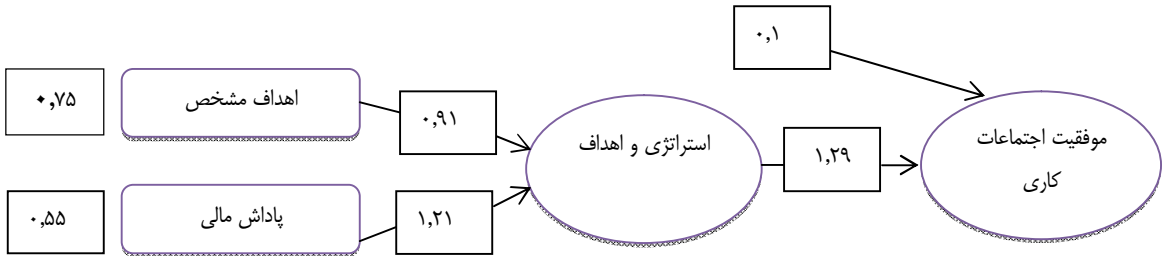 ۰,۱
۰,۷۵
اهداف مشخص
۰,۹۱
استراتژی و اهداف
۱,۲۹
موفقیت اجتماعات
کاری
۰,۵۵
پاداش مالی
۱,۲۱